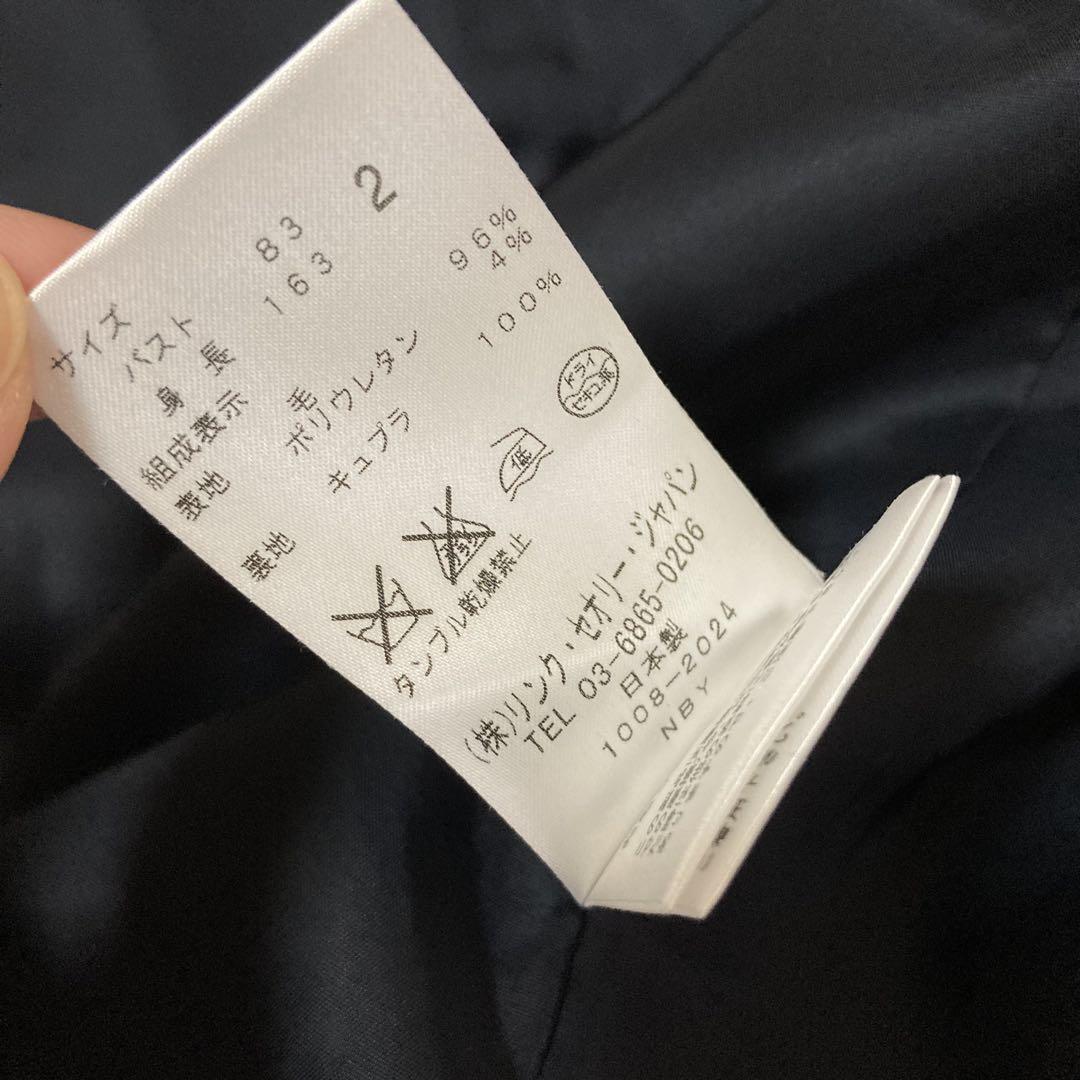 サイズ 2
バスト 83
身長 163
組成表示
表地 毛 96%
ポリウレタン 4%
裏地 キュプラ 100%
ドライ
セキユ系
低
タンブル乾燥禁止
(株)リンク・セオリー・ジャパン
TEL 03-6865-0206
日本製
1008-2024
NBY